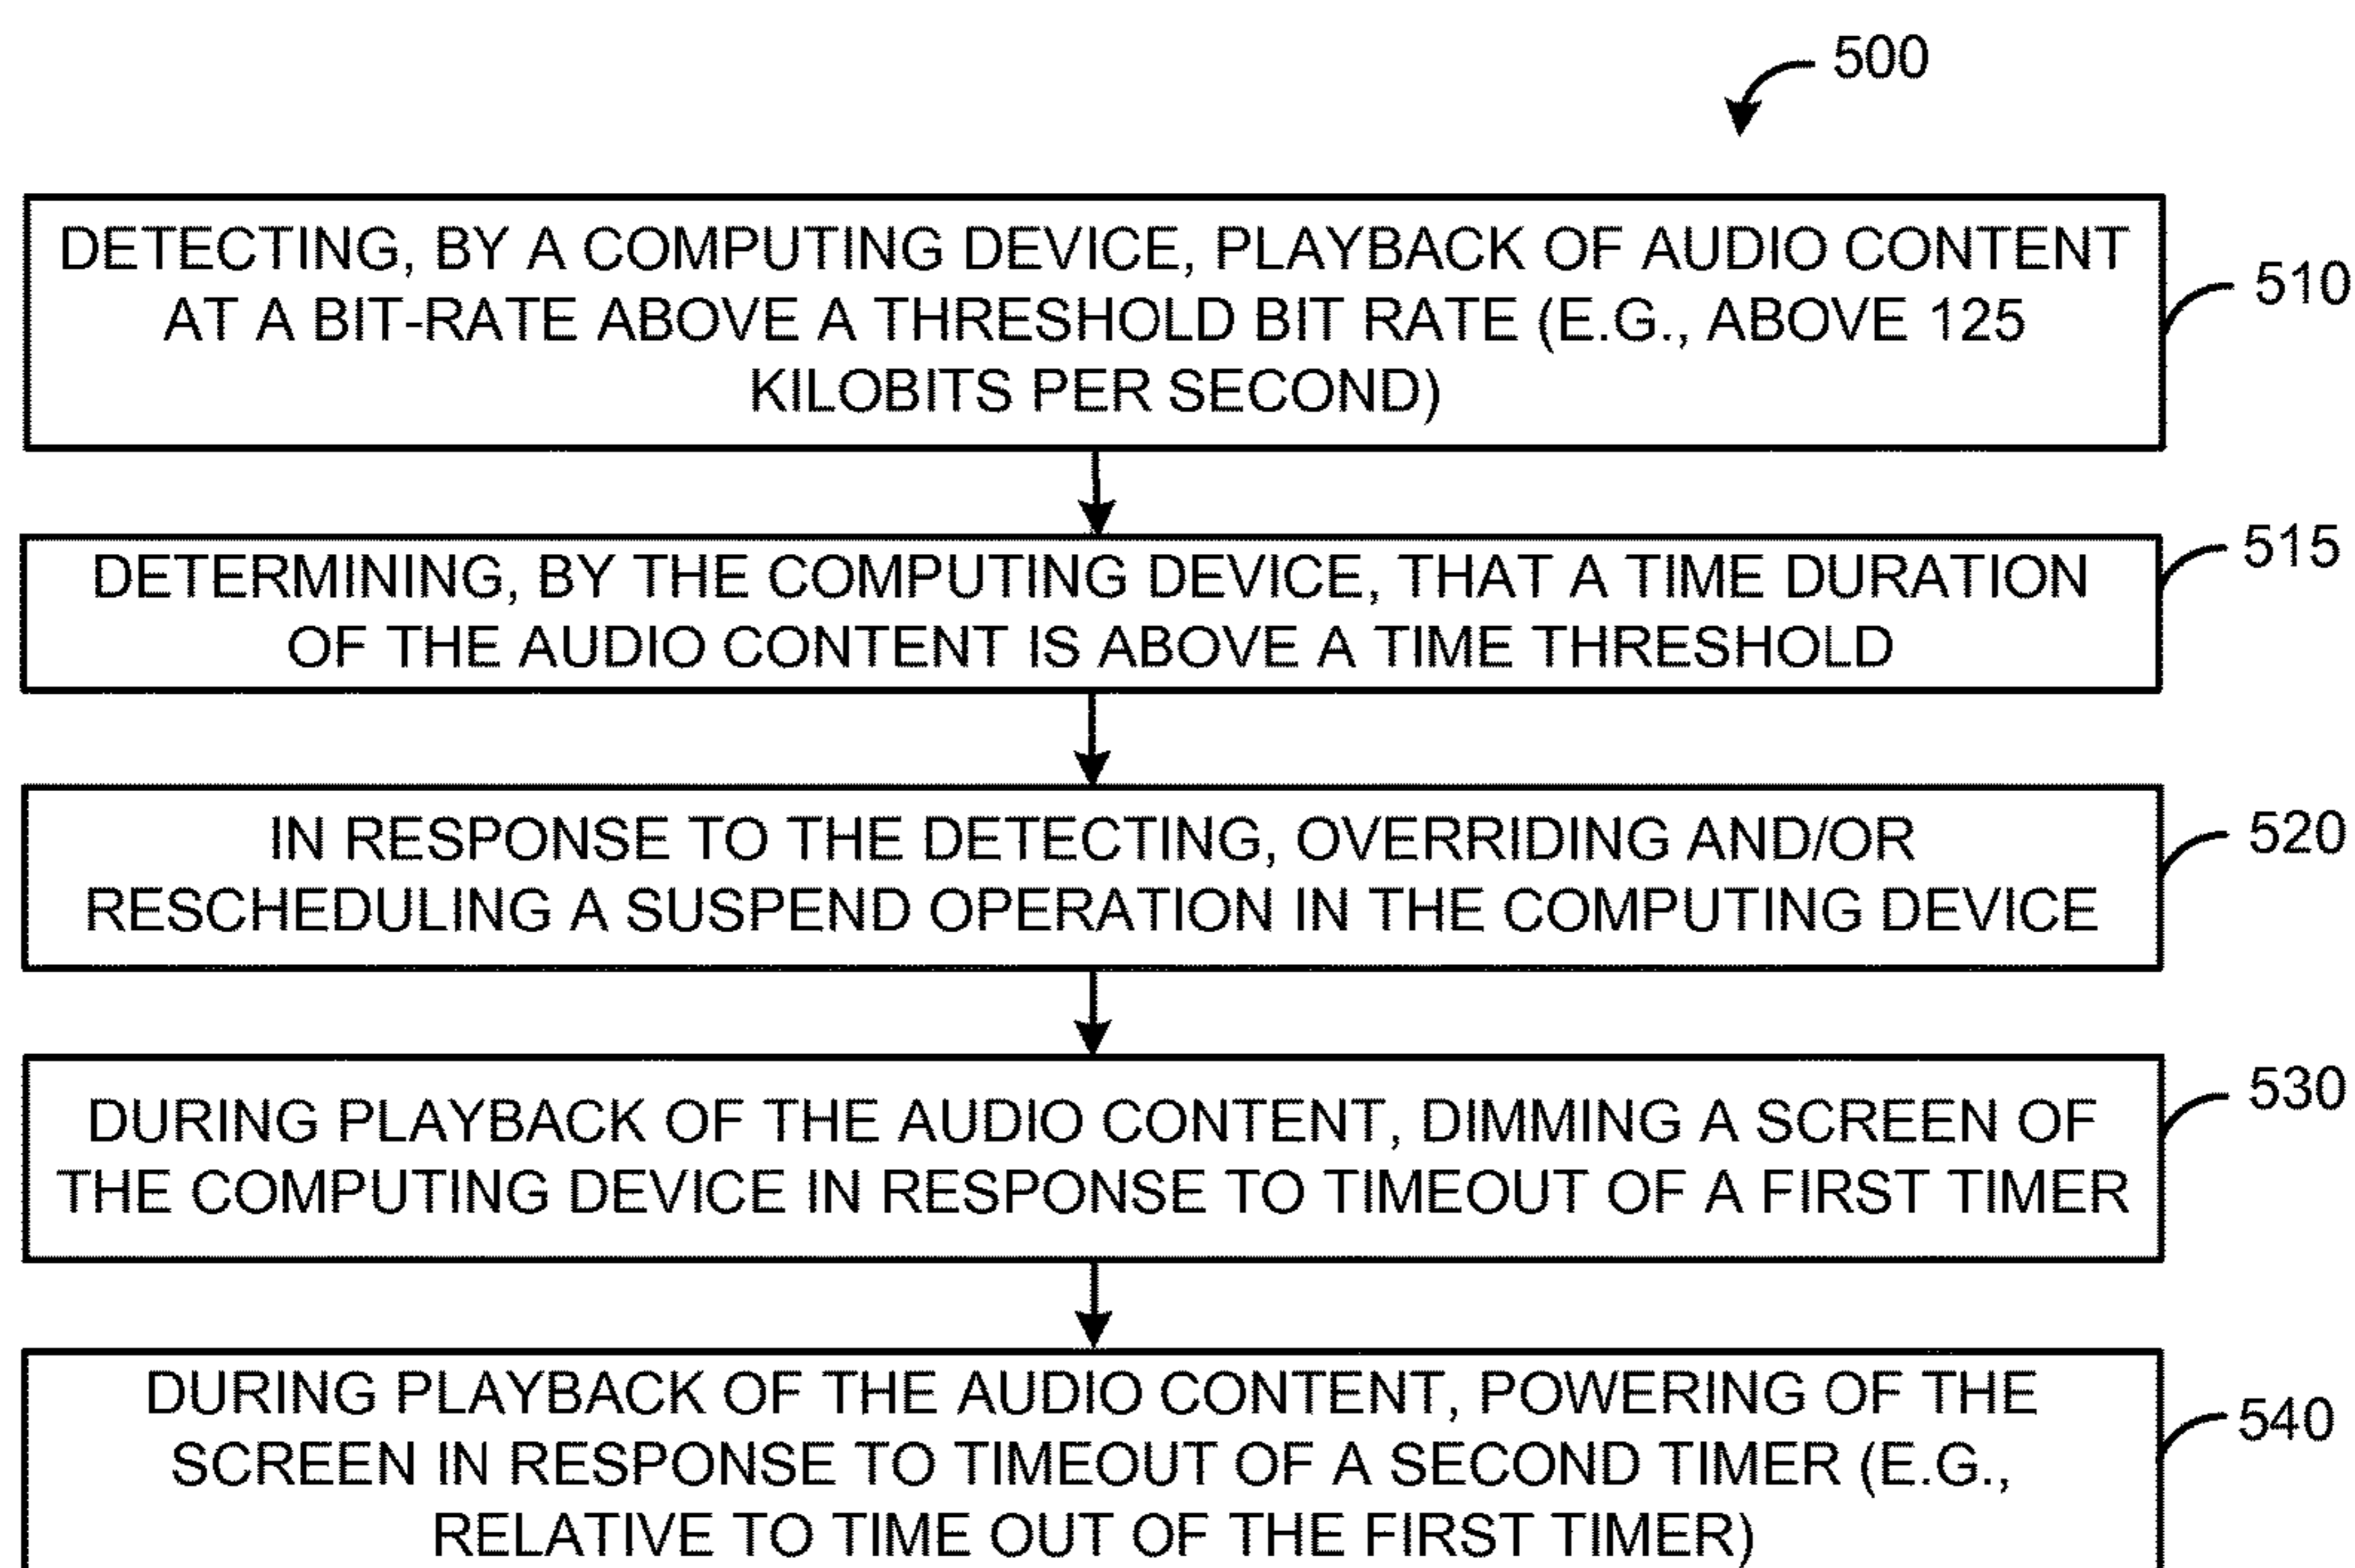 500
DETECTING, BY A COMPUTING DEVICE, PLAYBACK OF AUDIO CONTENT
AT A BIT-RATE ABOVE A THRESHOLD BIT RATE (E.G., ABOVE 125
KILOBITS PER SECOND)
510
DETERMINING, BY THE COMPUTING DEVICE, THAT A TIME DURATION
OF THE AUDIO CONTENT IS ABOVE A TIME THRESHOLD
515
IN RESPONSE TO THE DETECTING, OVERRIDING AND/OR
RESCHEDULING A SUSPEND OPERATION IN THE COMPUTING DEVICE
520
DURING PLAYBACK OF THE AUDIO CONTENT, DIMMING A SCREEN OF
THE COMPUTING DEVICE IN RESPONSE TO TIMEOUT OF A FIRST TIMER
530
DURING PLAYBACK OF THE AUDIO CONTENT, POWERING OF THE
SCREEN IN RESPONSE TO TIMEOUT OF A SECOND TIMER (E.G.,
RELATIVE TO TIME OUT OF THE FIRST TIMER)
540